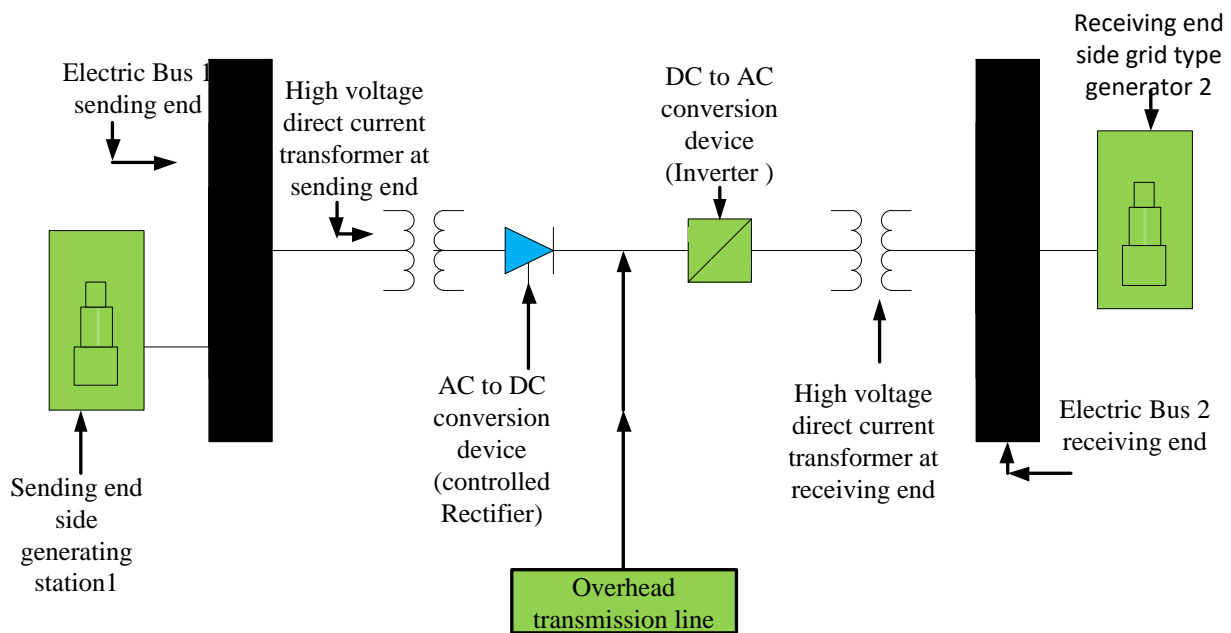 Electric Bus 1
sending end
High voltage
direct current
transformer at
sending end
DC to AC
conversion
device
(Inverter )
Receiving end
side grid type
generator 2
Sending end
side
generating
station1
AC to DC
conversion
device
(controlled
Rectifier)
Overhead
transmission line
High voltage
direct current
transformer at
receiving end
Electric Bus 2
receiving end